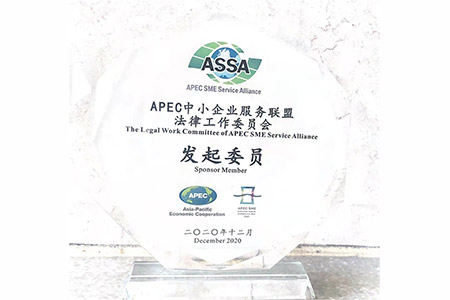 ASSA
APEC SME Service Alliance
APEC中小企业服务联盟
法律工作委员会
The Legal Work Committee of APEC SME Service Alliance
发起委员
Sponsor Member
APEC
Asia-Pacific
Economic Cooperation
APEC SME
二〇二〇年十二月
December 2020